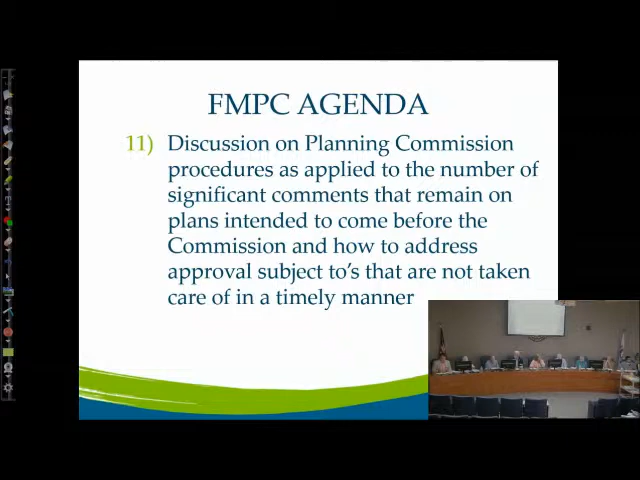 FMPC AGENDA
11) Discussion on Planning Commission
procedures as applied to the number of
significant comments that remain on
plans intended to come before the
Commission and how to address
approval subject to's that are not taken
care of in a timely manner